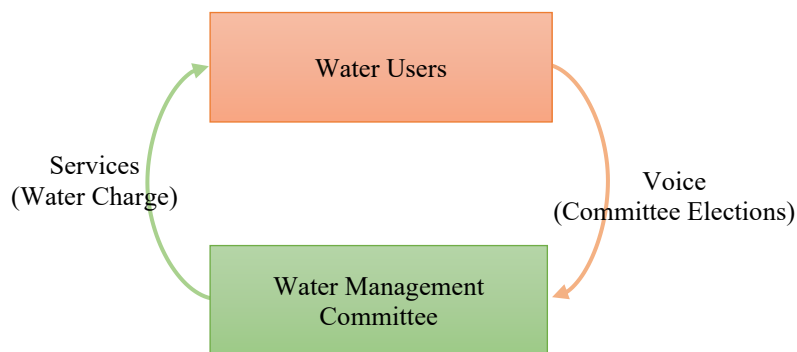 Water Users
Services
(Water Charge)
Voice
(Committee Elections)
Water Management
Committee